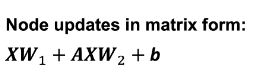 Node updates in matrix form:
XW₁ + AXW₂ + b